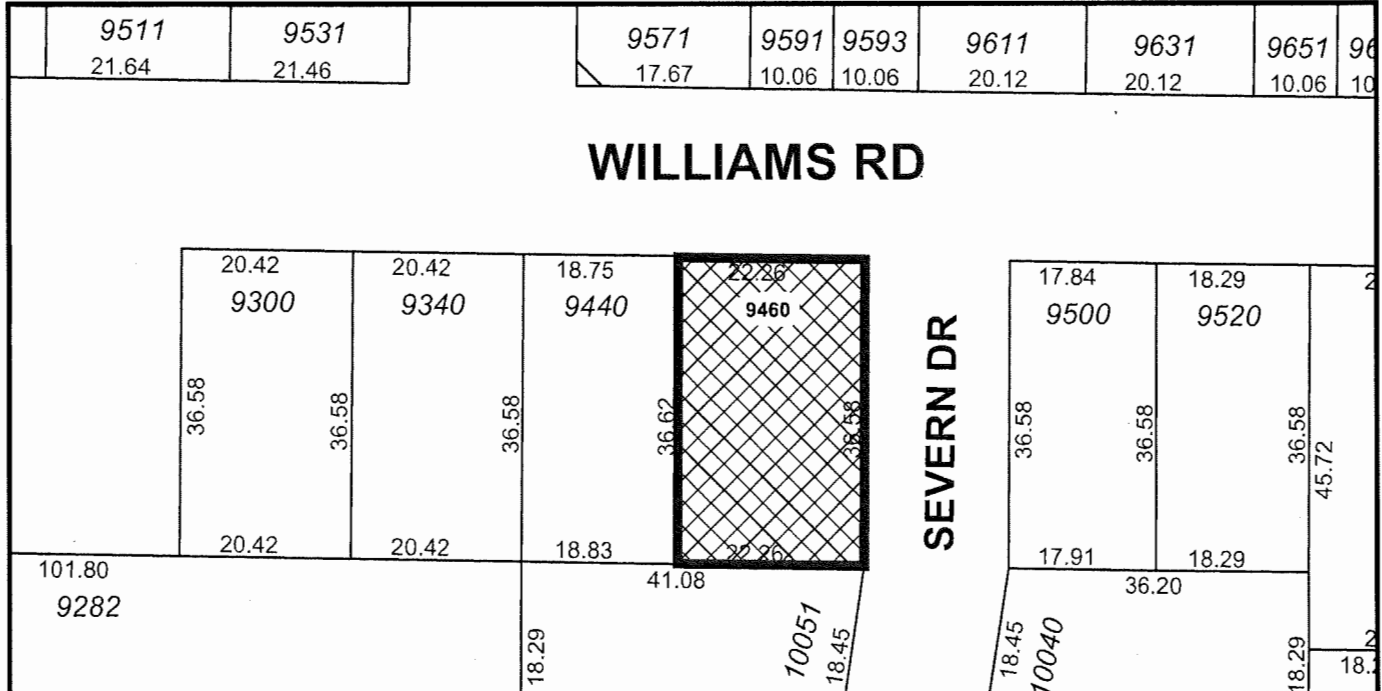 9511 9531 9571 9591 9593 9611 9631 9651
21.64 21.46 17.67 10.06 10.06 20.12 20.12 10.06 10
WILLIAMS RD
20.42 20.42 18.75 22.26 17.84 18.29
9300 9340 9440 9460 9500 9520
36.58 36.58 36.58 36.62 36.58 36.58 36.58 36.58 45.72
SEVERN DR
20.42 20.42 18.83 22.26 17.91 18.29
101.80 41.08 36.20
9282
18.29 10051 18.45 18.45 10040 18.29